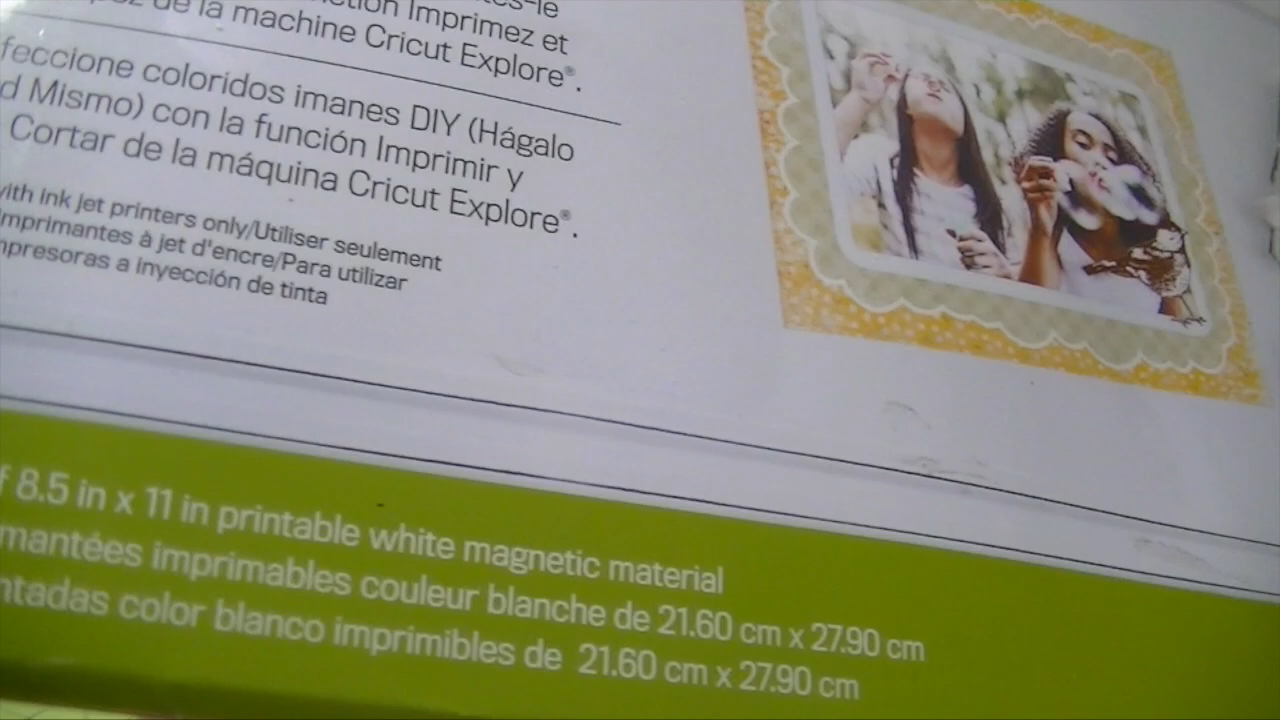 Imprimez et
de la machine Cricut Explore®.
feccione coloridos imanes DIY (Hágalo
d Mismo) con la función Imprimir y
Cortar de la máquina Cricut Explore®.
with ink jet printers only/Utiliser seulement
imprimantes à jet d'encre/Para utilizar
mpresoras a inyección de tinta
f 8.5 in x 11 in printable white magnetic material
mantées imprimables couleur blanche de 21.60 cm x 27.90 cm
ntadas color blanco imprimibles de 21.60 cm x 27.90 cm